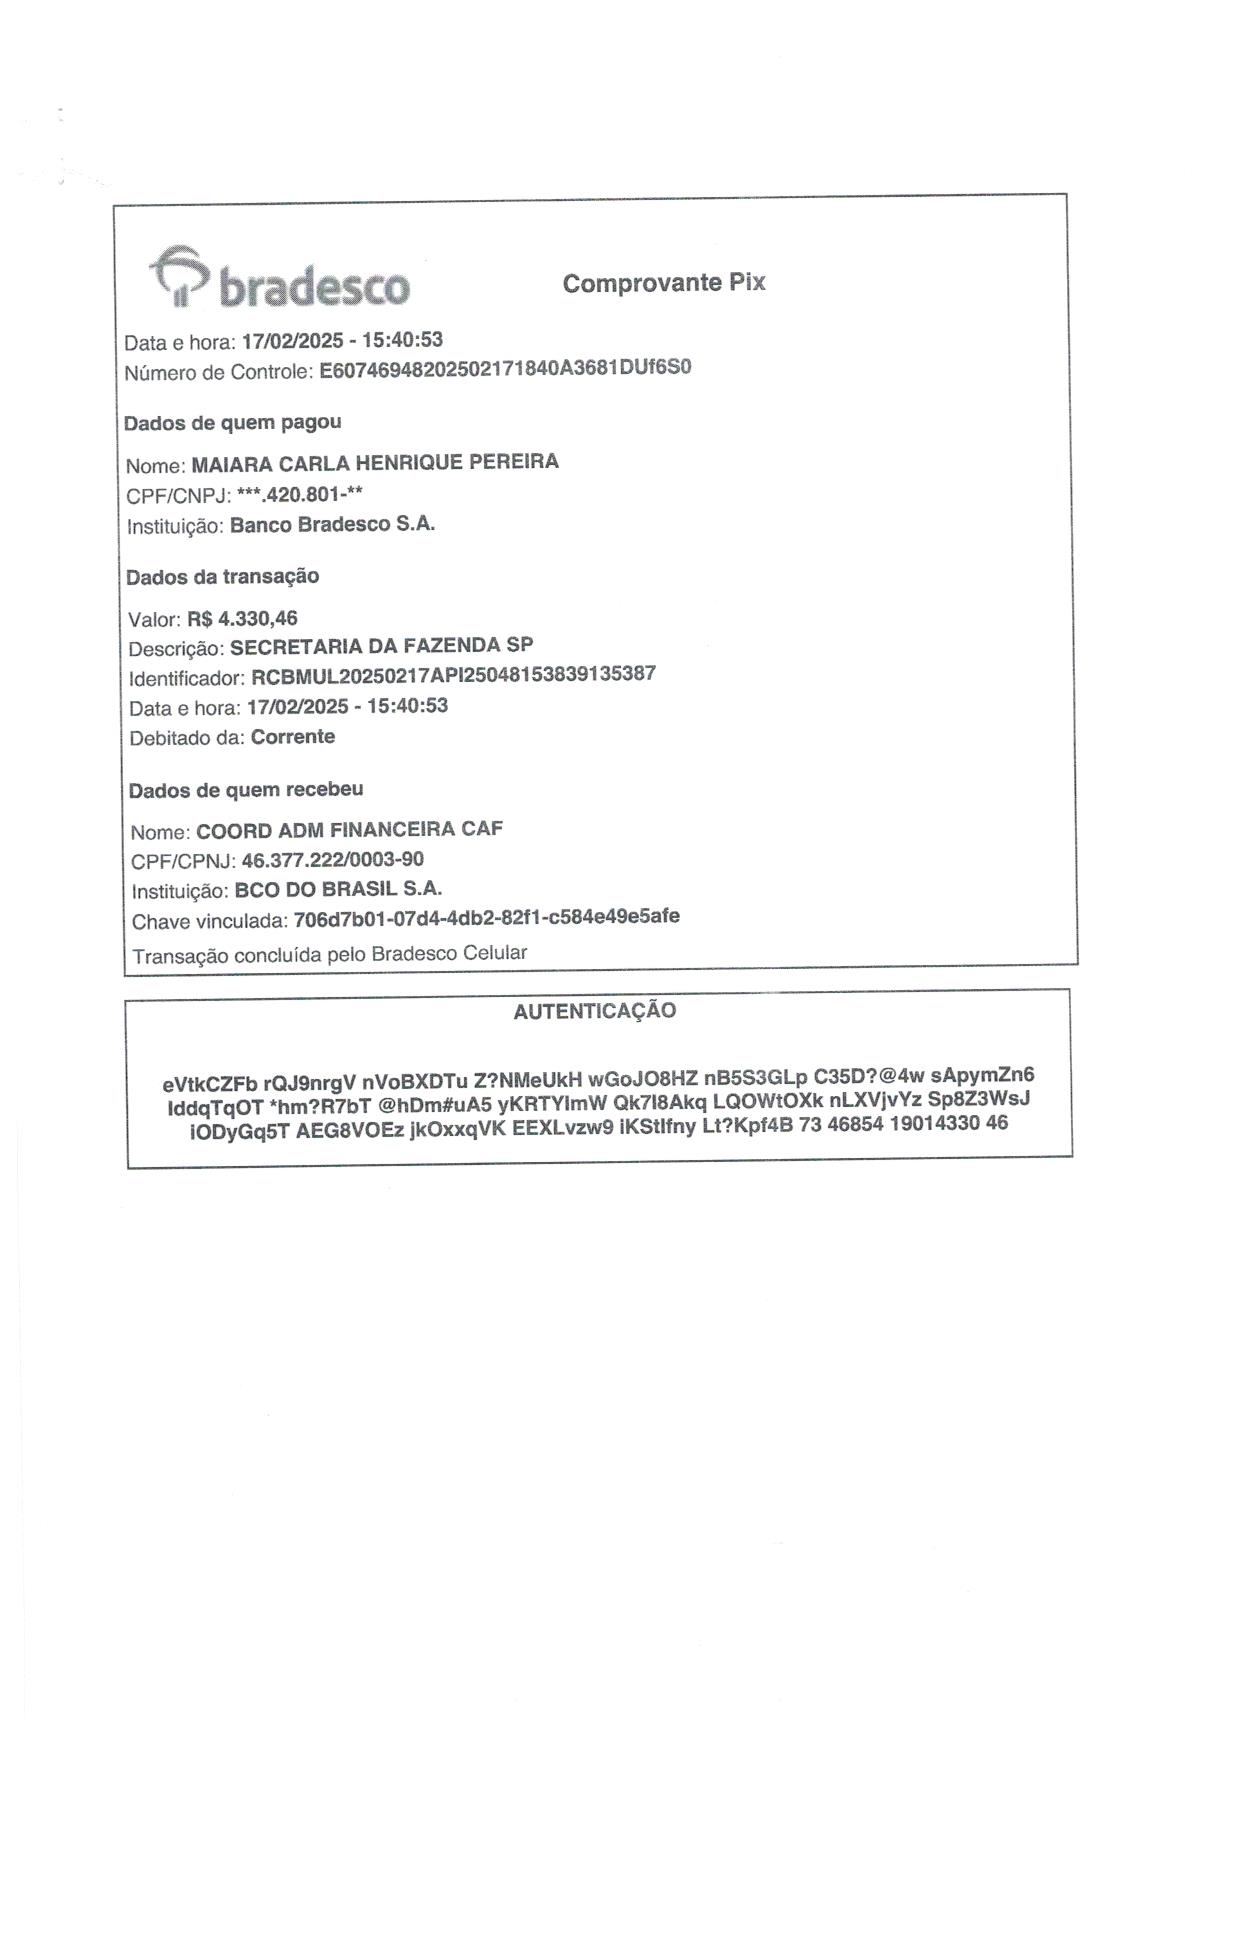 bradesco
Comprovante Pix
Data e hora: 17/02/2025 - 15:40:53
Número de Controle: E60746948202502171840A3681DUf6S0
Dados de quem pagou
Nome: MAIARA CARLA HENRIQUE PEREIRA
CPF/CNPJ: ***.420.801-**
Instituição: Banco Bradesco S.A.
Dados da transação
Valor: R$ 4.330,46
Descrição: SECRETARIA DA FAZENDA SP
Identificador: RCBMUL20250217API25048153839135387
Data e hora: 17/02/2025 - 15:40:53
Debitado da: Corrente
Dados de quem recebeu
Nome: COORD ADM FINANCEIRA CAF
CPF/CPNJ: 46.377.222/0003-90
Instituição: BCO DO BRASIL S.A.
Chave vinculada: 706d7b01-07d4-4db2-82f1-c584e49e5afe
Transação concluída pelo Bradesco Celular
AUTENTICAÇÃO
eVtkCZFb rQJ9nrgV nVoBXDTu Z?NMeUkH wGoJO8HZ nB5S3GLp C35D?@4w sApymZn6
IddqTqOT *hm?R7bT @hDm#uA5 yKRTYlmW Qk7I8Akq LQOWtOXk nLXVjvYz Sp8Z3WsJ
iODyGq5T AEG8VOEz jkOxxqVK EEXLvzw9 iKStIfny Lt?Kpf4B 73 46854 19014330 46